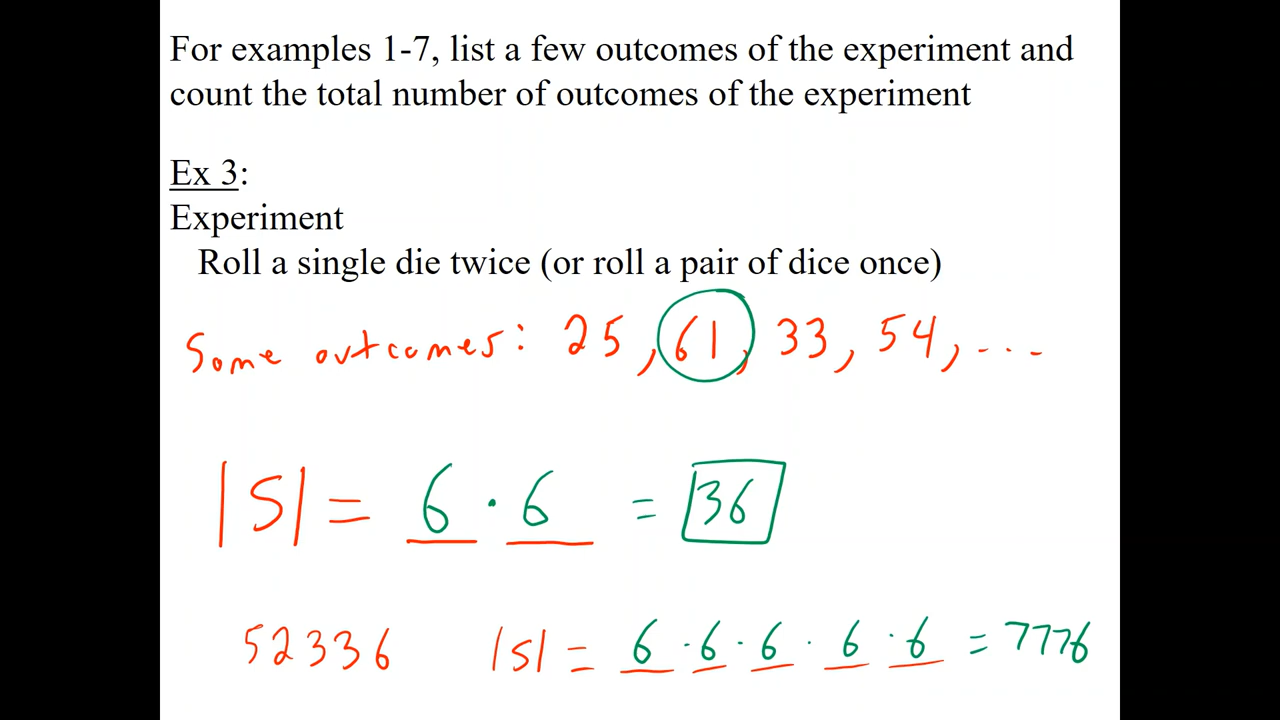 For examples 1-7, list a few outcomes of the experiment and
count the total number of outcomes of the experiment
Ex 3:
Experiment
Roll a single die twice (or roll a pair of dice once)
Some outcomes: 25, 61, 33, 54, ...
|S| = 6 · 6 = 36
52336 |S| = 6 · 6 · 6 · 6 · 6 = 7776